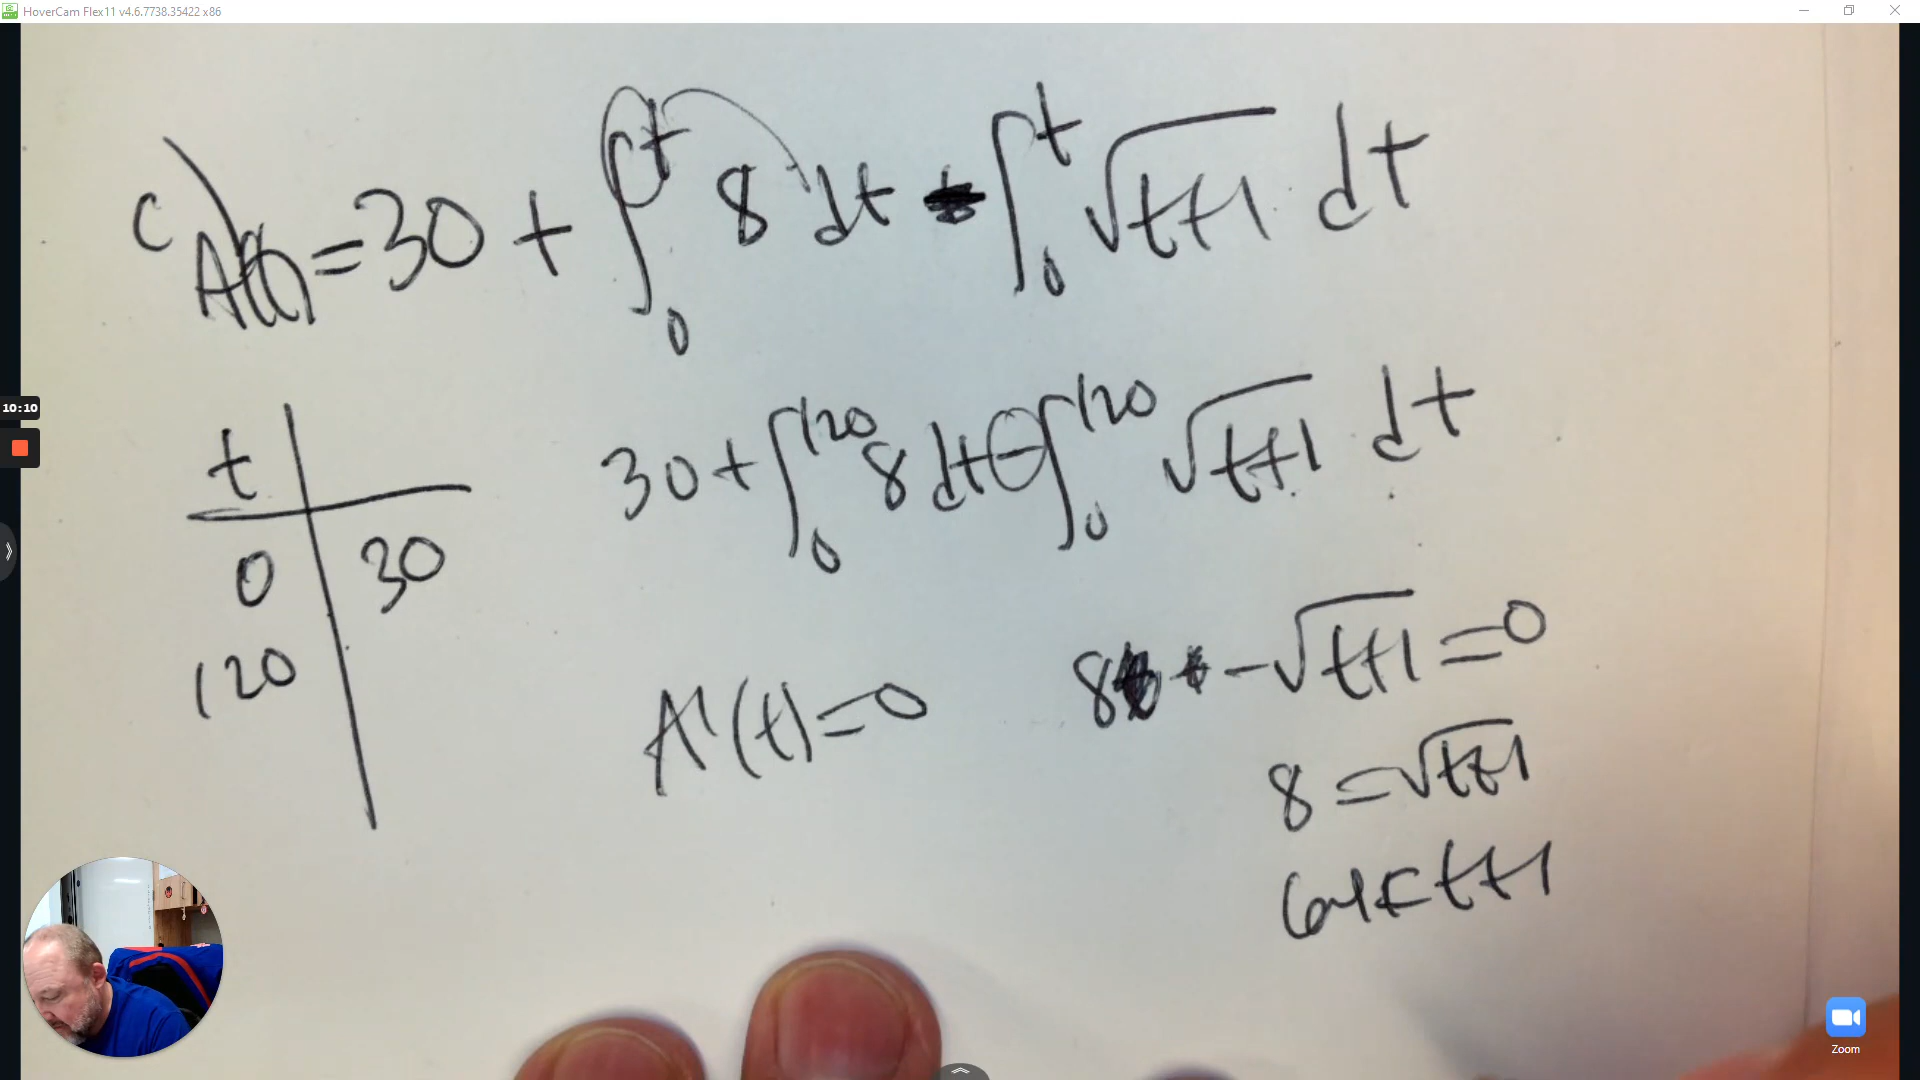 HoverCam Flex11 v4.6.7738.35422 x86
c) A(t) = 30 + ∫₀ᵗ 8 dt - ∫₀ᵗ √(t+1) dt
10:10
t
0 30
120
30 + ∫₀¹²⁰ 8 dt - ∫₀¹²⁰ √(t+1) dt
A'(t) = 0
8 - √(t+1) = 0
8 = √(t+1)
64 = t+1
Zoom